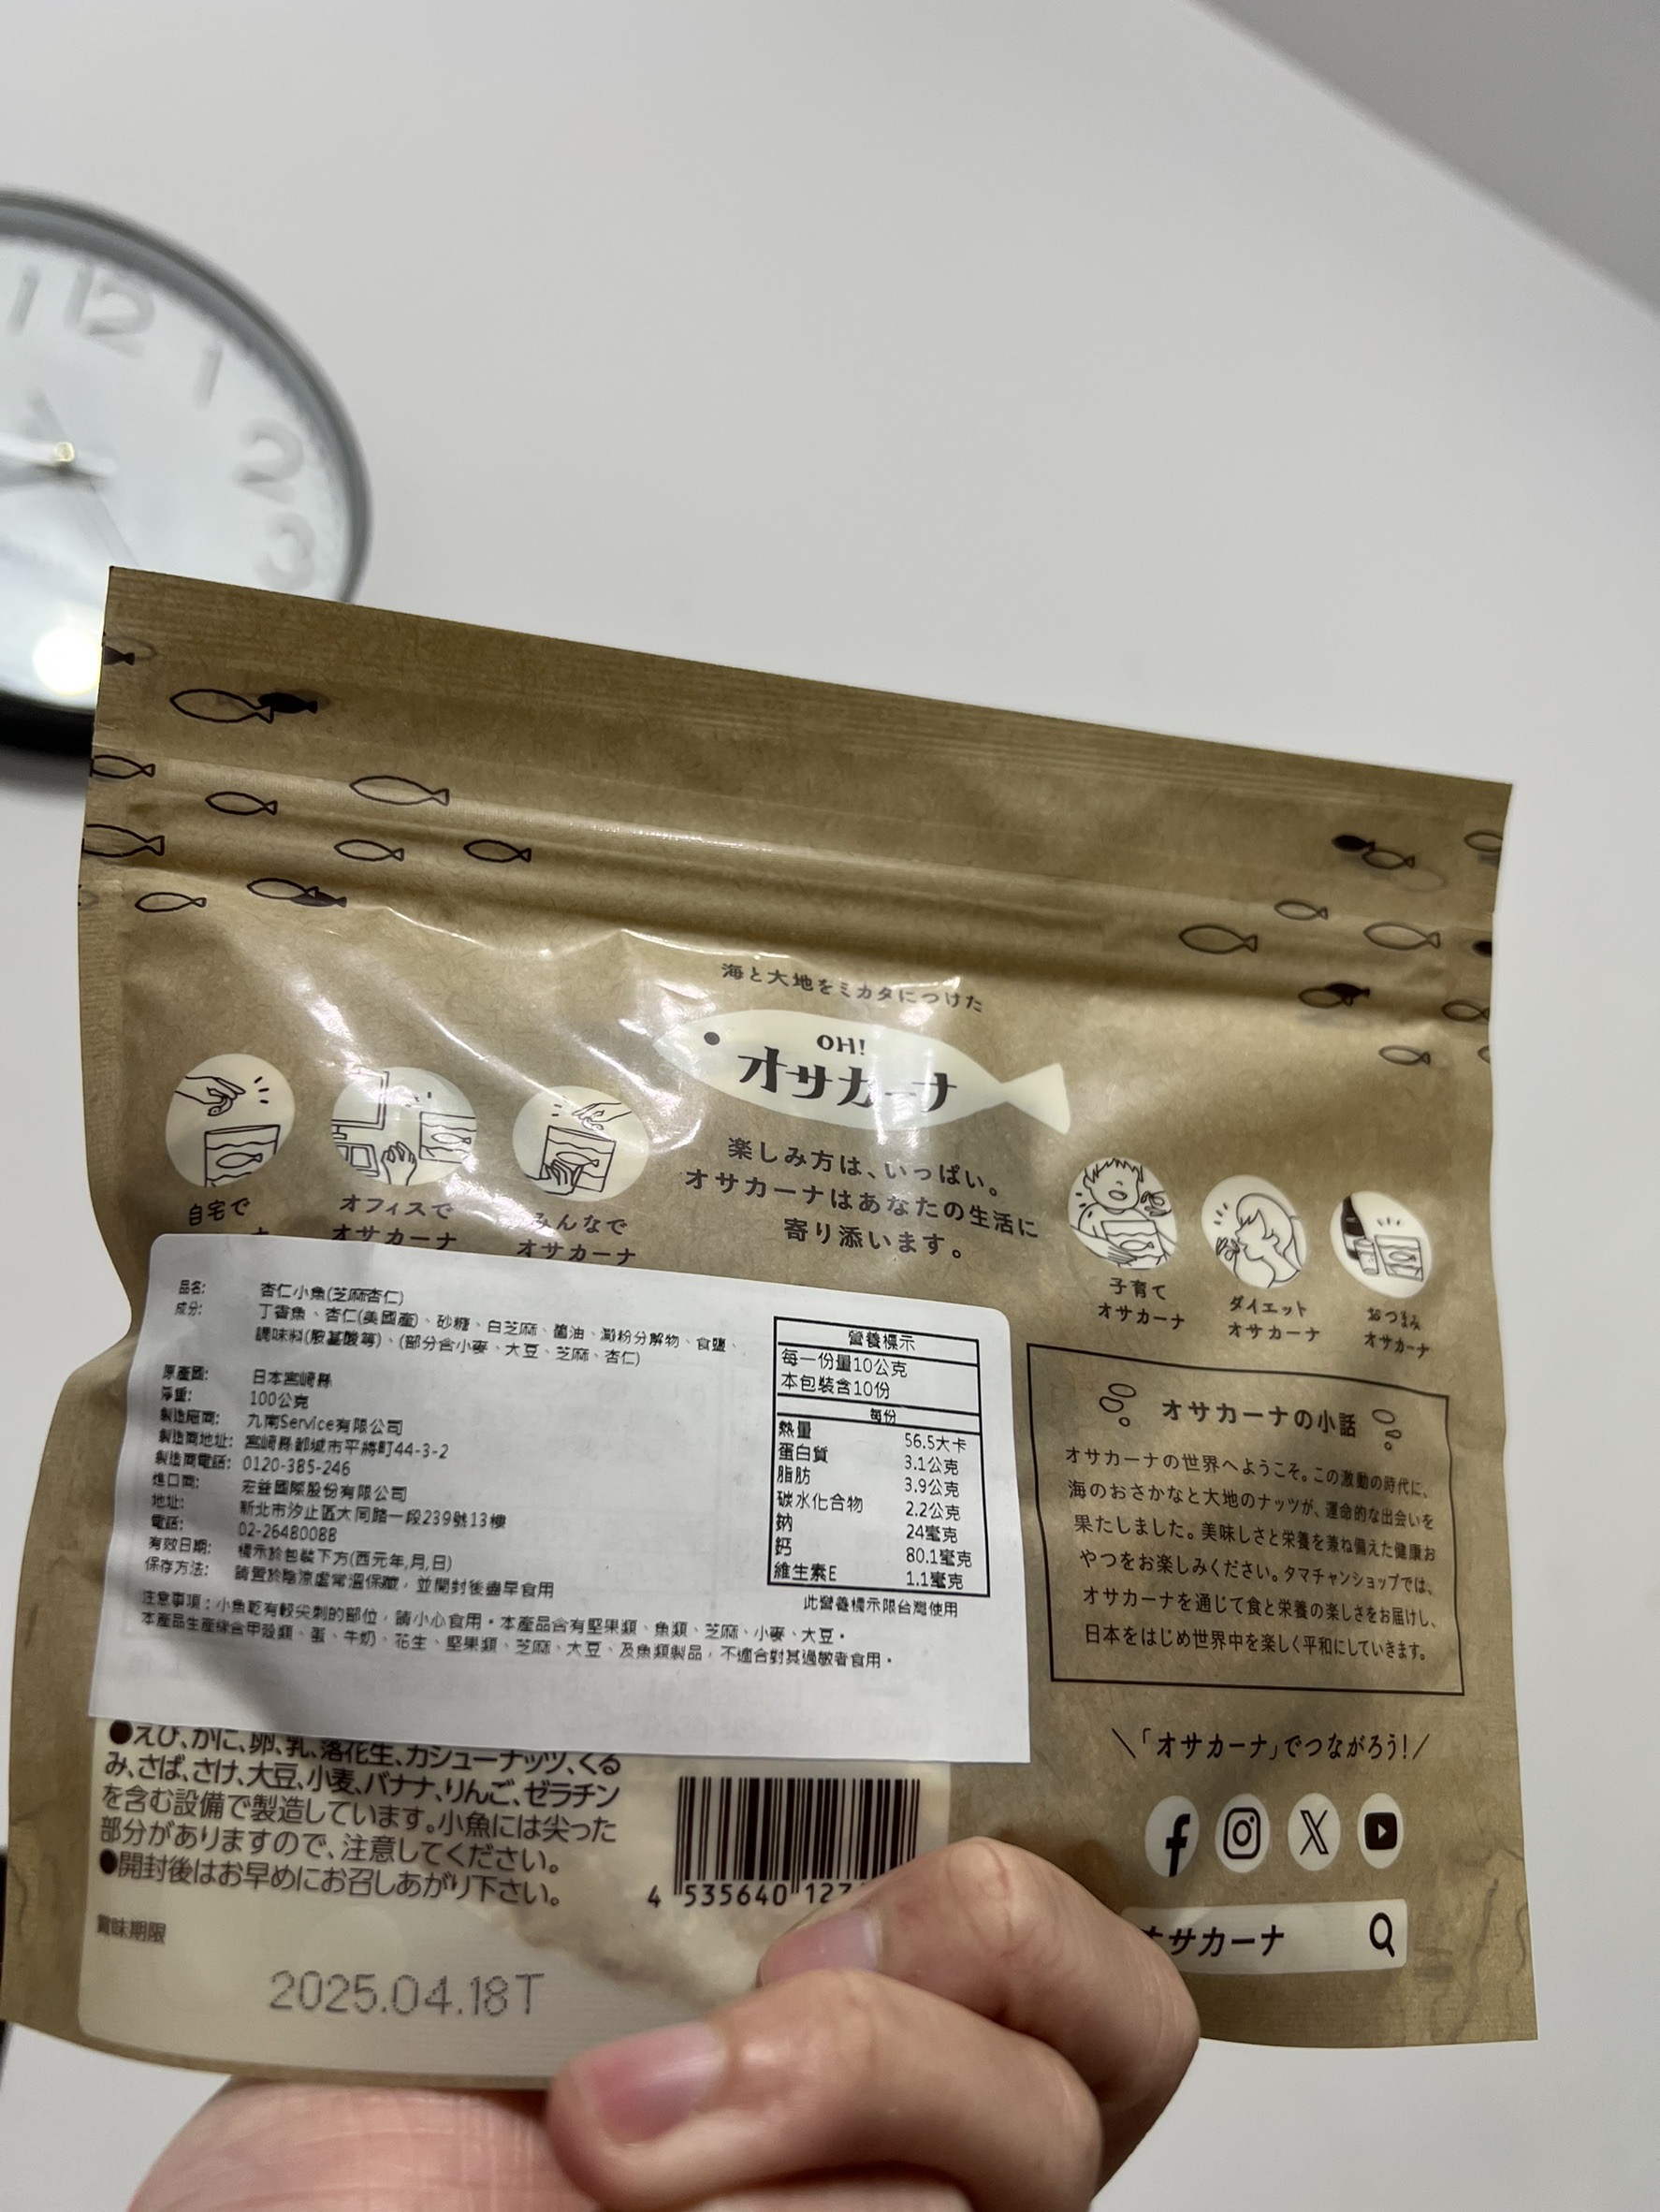 12
1
2
3
海と大地をミカタにつけた
OH!
オサカーナ
楽しみ方は、いっぱい。
オサカーナはあなたの生活に
寄り添います。
自宅で
オフィスで
オサカーナ
みんなで
オサカーナ
子育て
オサカーナ
ダイエット
オサカーナ
おつまみ
オサカーナ
品名: 杏仁小魚(芝麻杏仁)
成分: 丁香魚、杏仁(美國產)、砂糖、白芝麻、醬油、澱粉分解物、食鹽、
調味料(胺基酸等)、(部分含小麥、大豆、芝麻、杏仁)
原產國: 日本宮崎縣
淨重: 100公克
製造廠商: 九南Service有限公司
製造商地址: 宮崎縣都城市平將町44-3-2
製造商電話: 0120-385-246
進口商: 宏益國際股份有限公司
地址: 新北市汐止區大同路一段239號13樓
電話: 02-26480088
有效日期: 標示於包裝下方(西元年,月,日)
保存方法: 請置於陰涼處常溫保藏，並開封後盡早食用
注意事項：小魚乾有較尖刺的部位，請小心食用。本產品含有堅果類、魚類、芝麻、小麥、大豆。
本產品生產線含甲殼類、蛋、牛奶、花生、堅果類、芝麻、大豆、及魚類製品，不適合對其過敏者食用。
營養標示
每一份量10公克
本包裝含10份
每份
熱量 56.5大卡
蛋白質 3.1公克
脂肪 3.9公克
碳水化合物 2.2公克
鈉 24毫克
鈣 80.1毫克
維生素E 1.1毫克
此營養標示限台灣使用
オサカーナの小話
オサカーナの世界へようこそ。この激動の時代に、
海のおさかなと大地のナッツが、運命的な出会いを
果たしました。美味しさと栄養を兼ね備えた健康お
やつをお楽しみください。タマチャンショップでは、
オサカーナを通じて食と栄養の楽しさをお届けし、
日本をはじめ世界中を楽しく平和にしていきます。
＼「オサカーナ」でつながろう！／
オサカーナ
●えび、かに、卵、乳、落花生、カシューナッツ、くる
み、さば、さけ、大豆、小麦、バナナ、りんご、ゼラチン
を含む設備で製造しています。小魚には尖った
部分がありますので、注意してください。
●開封後はお早めにお召しあがり下さい。
4 535640 127
賞味期限
2025.04.18T